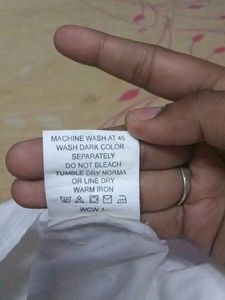 MACHINE WASH AT 40
WASH DARK COLOR
SEPARATELY
DO NOT BLEACH
TUMBLE DRY NORMA
OR LINE DRY
WARM IRON
WCW 1